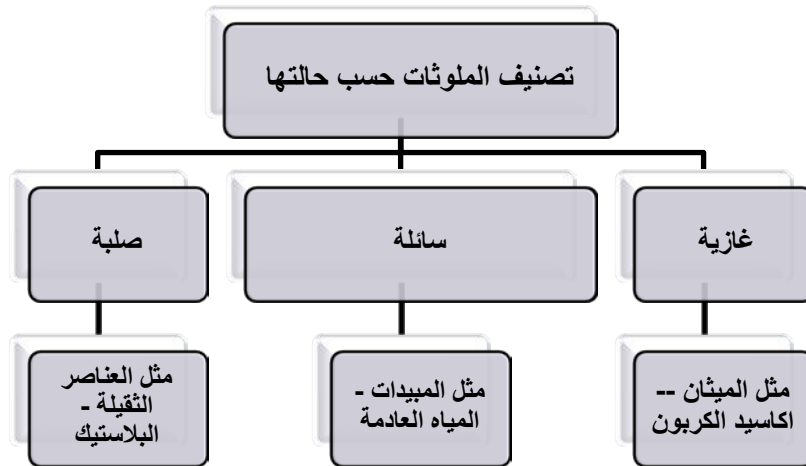 تصنيف الملوثات حسب حالتها
غازية
سائلة
صلبة
مثل الميثان --
اكاسيد الكربون
مثل المبيدات -
المياه العادمة
مثل العناصر
الثقيلة -
البلاستيك